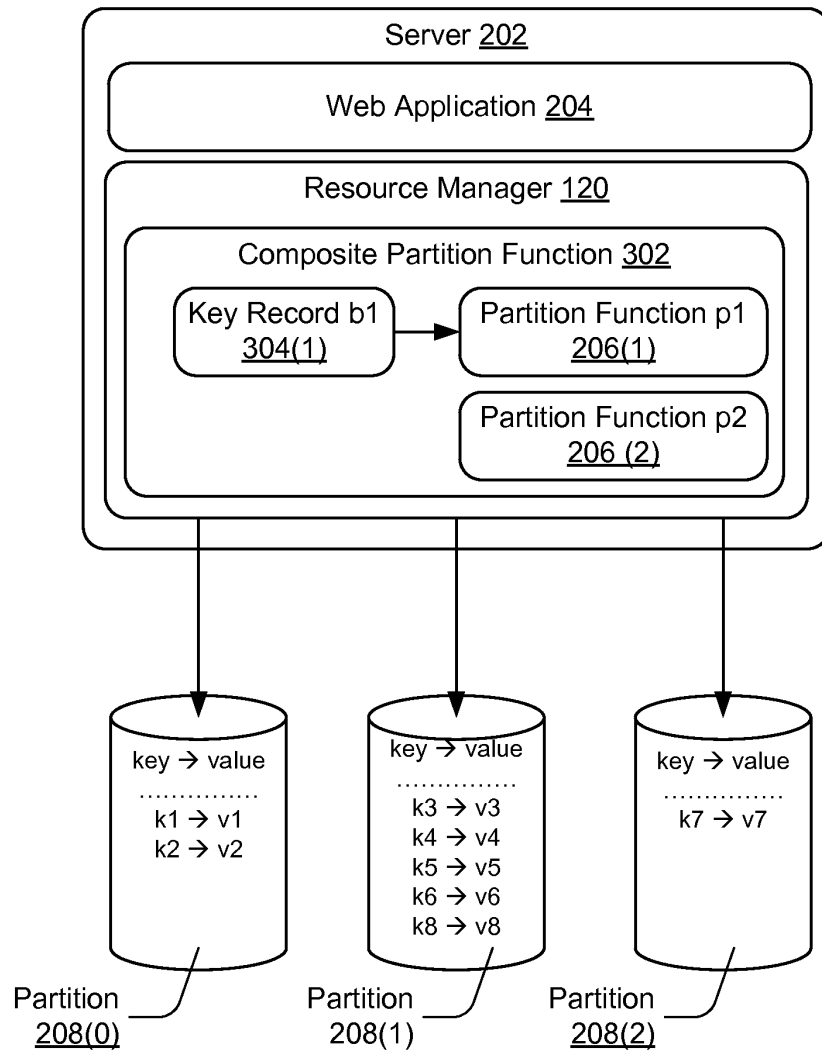 Server 202
Web Application 204
Resource Manager 120
Composite Partition Function 302
Key Record b1
304(1)
Partition Function p1
206(1)
Partition Function p2
206 (2)
key → value
...............
k1 → v1
k2 → v2
key → value
...............
k3 → v3
k4 → v4
k5 → v5
k6 → v6
k8 → v8
key → value
...............
k7 → v7
Partition
208(0)
Partition
208(1)
Partition
208(2)